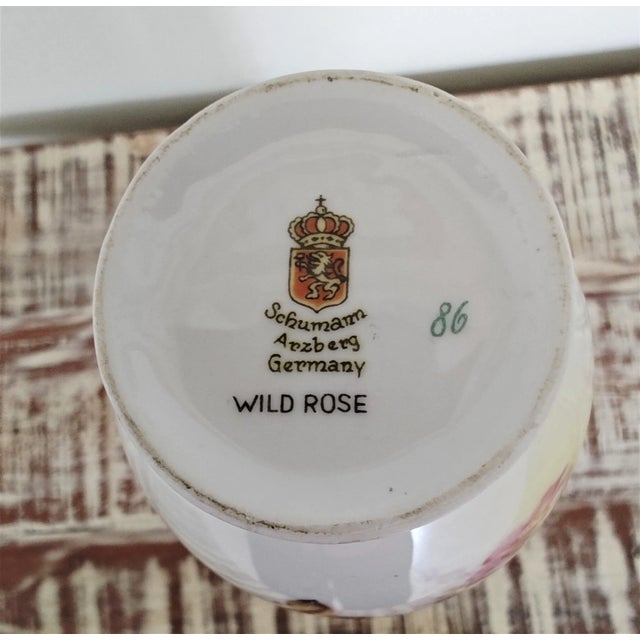 Schumann
Arzberg
Germany
WILD ROSE
86